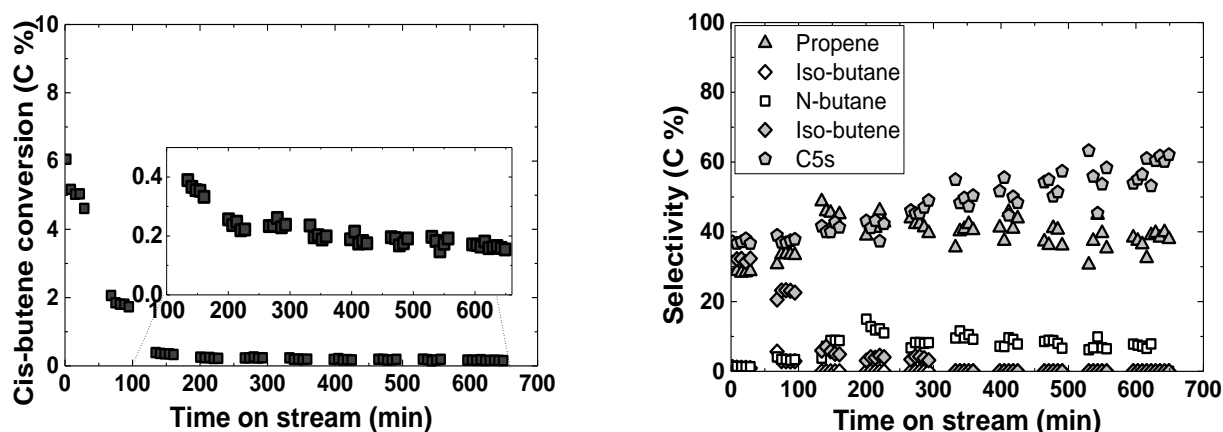 Cis-butene conversion (C %)
10
8
6
4
2
0
0.4
0.2
0.0
100 200 300 400 500 600
0 100 200 300 400 500 600 700
Time on stream (min)
Selectivity (C %)
100
80
60
40
20
0
Propene
Iso-butane
N-butane
Iso-butene
C5s
0 100 200 300 400 500 600 700
Time on stream (min)